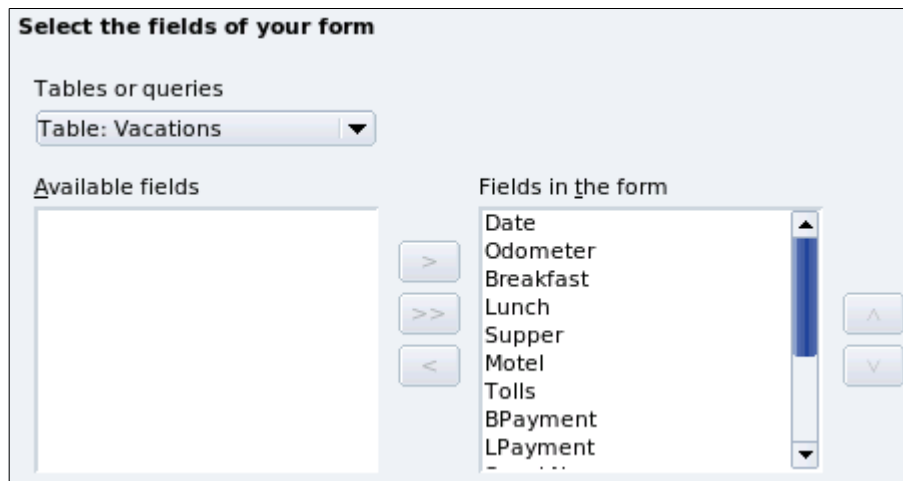 Select the fields of your form
Tables or queries
Table: Vacations
Available fields
Fields in the form
Date
Odometer
Breakfast
Lunch
Supper
Motel
Tolls
BPayment
LPayment
>
>>
<
^
v